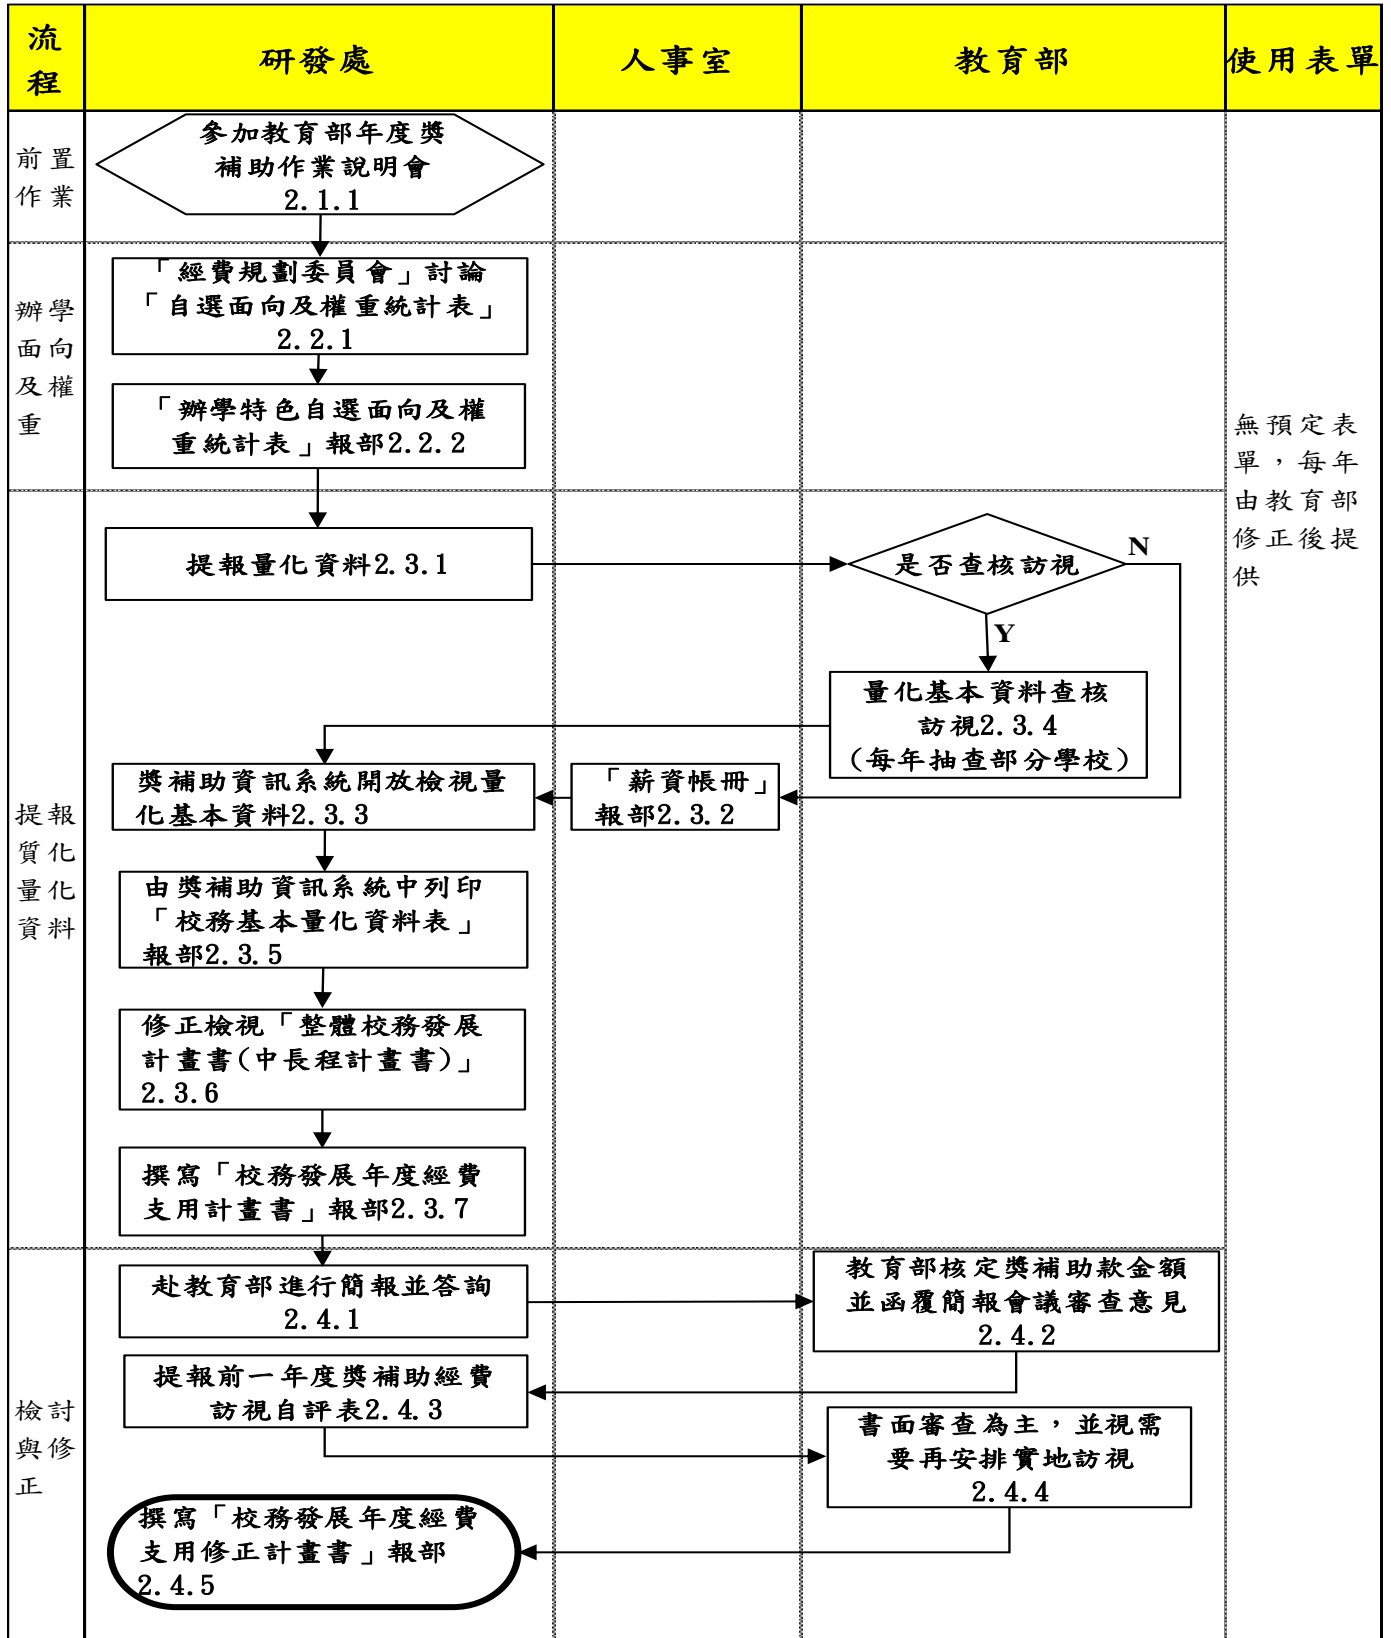 流
程
研發處
人事室
教育部
使用表單
前置
作業
參加教育部年度獎
補助作業說明會
2.1.1
辦學
面向
及權
重
「經費規劃委員會」討論
「自選面向及權重統計表」
2.2.1
「辦學特色自選面向及權
重統計表」報部2.2.2
無預定表
單，每年
由教育部
修正後提
供
提報
質化
量化
資料
提報量化資料2.3.1
是否查核訪視
N
Y
量化基本資料查核
訪視2.3.4
(每年抽查部分學校)
「薪資帳冊」
報部2.3.2
獎補助資訊系統開放檢視量
化基本資料2.3.3
由獎補助資訊系統中列印
「校務基本量化資料表」
報部2.3.5
修正檢視「整體校務發展
計畫書(中長程計畫書)」
2.3.6
撰寫「校務發展年度經費
支用計畫書」報部2.3.7
檢討
與修
正
赴教育部進行簡報並答詢
2.4.1
教育部核定獎補助款金額
並函覆簡報會議審查意見
2.4.2
提報前一年度獎補助經費
訪視自評表2.4.3
書面審查為主，並視需
要再安排實地訪視
2.4.4
撰寫「校務發展年度經費
支用修正計畫書」報部
2.4.5